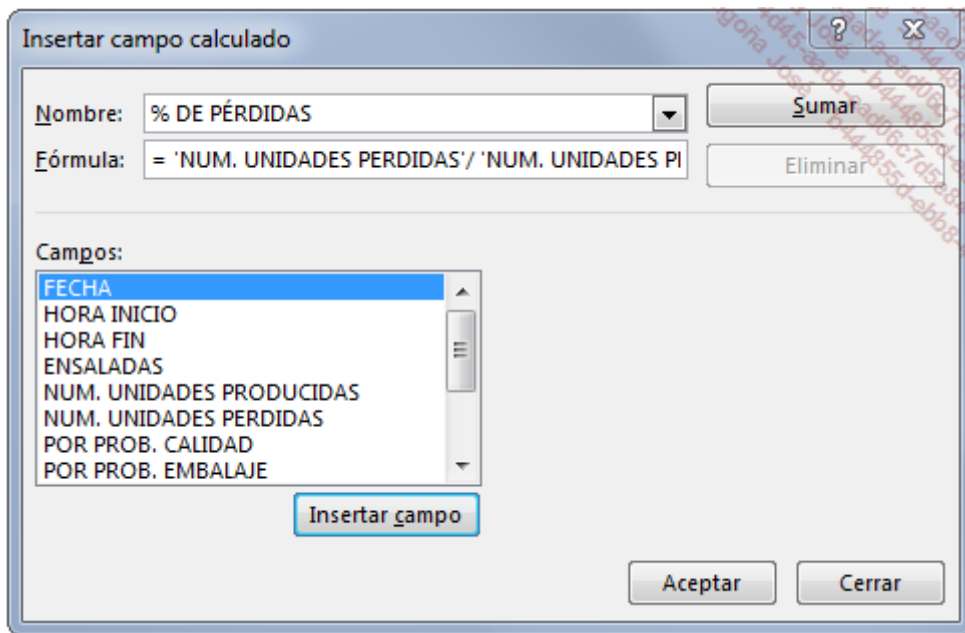 Insertar campo calculado
Nombre: % DE PÉRDIDAS Sumar
Fórmula: = 'NUM. UNIDADES PERDIDAS'/ 'NUM. UNIDADES Eliminar
Campos:
FECHA
HORA INICIO
HORA FIN
ENSALADAS
NUM. UNIDADES PRODUCIDAS
NUM. UNIDADES PERDIDAS
POR PROB. CALIDAD
POR PROB. EMBALAJE
Insertar campo
Aceptar Cerrar